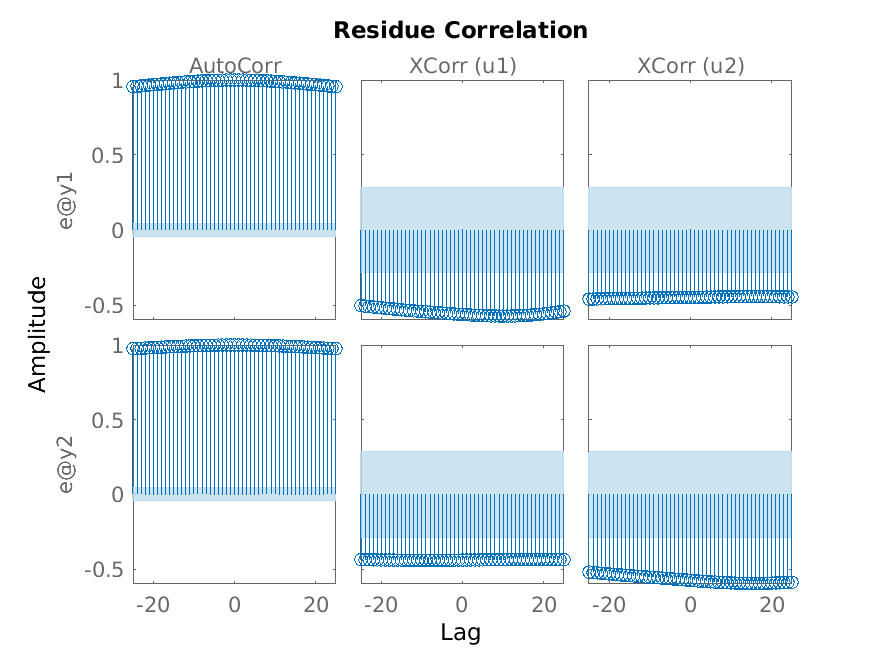 Residue Correlation
AutoCorr XCorr (u1) XCorr (u2)
1
0.5
0
-0.5
e@y1
Amplitude
1
0.5
0
-0.5
e@y2
-20 0 20 -20 0 20 -20 0 20
Lag